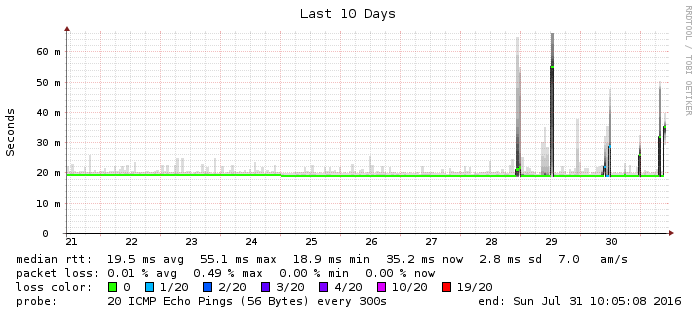 Last 10 Days
RRDTOOL / TOBI OETIKER
Seconds
60 m
50 m
40 m
30 m
20 m
10 m
0
21 22 23 24 25 26 27 28 29 30
median rtt: 19.5 ms avg 55.1 ms max 18.9 ms min 35.2 ms now 2.8 ms sd 7.0 am/s
packet loss: 0.01 % avg 0.49 % max 0.00 % min 0.00 % now
loss color: 0 1/20 2/20 3/20 4/20 10/20 19/20
probe: 20 ICMP Echo Pings (56 Bytes) every 300s end: Sun Jul 31 10:05:08 2016